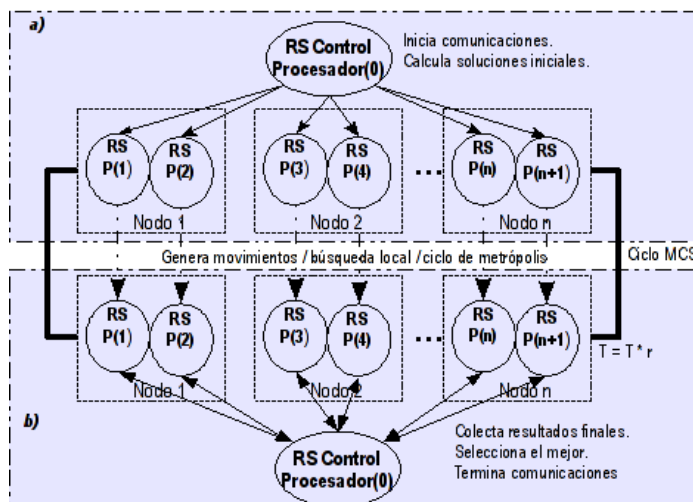 a)
RS Control
Procesador(0)
Inicia comunicaciones.
Calcula soluciones iniciales.
RS
P(1)
RS
P(2)
RS
P(3)
RS
P(4)
...
RS
P(n)
RS
P(n+1)
Nodo 1
Nodo 2
Nodo n
Genera movimientos /búsqueda local /ciclo de metrópolis
Ciclo MCS
RS
P(1)
RS
P(2)
RS
P(3)
RS
P(4)
...
RS
P(n)
RS
P(n+1)
T = T * r
Nodo 1
Nodo 2
Nodo n
b)
RS Control
Procesador(0)
Colecta resultados finales.
Selecciona el mejor.
Termina comunicaciones